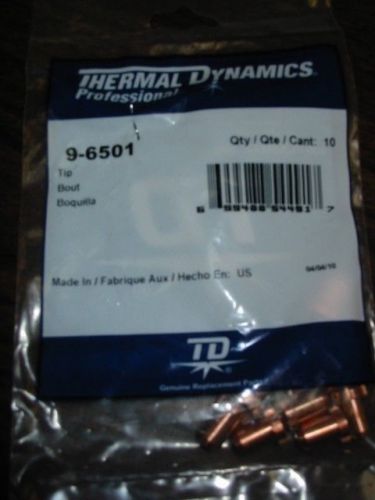 THERMAL DYNAMICS
Professional
9-6501
Qty / Qte / Cant: 10
Tip
Bout
Boquilla
Made In / Fabrique Aux / Hecho En: US
04/04/10
TD
Genuine Replacement Parts